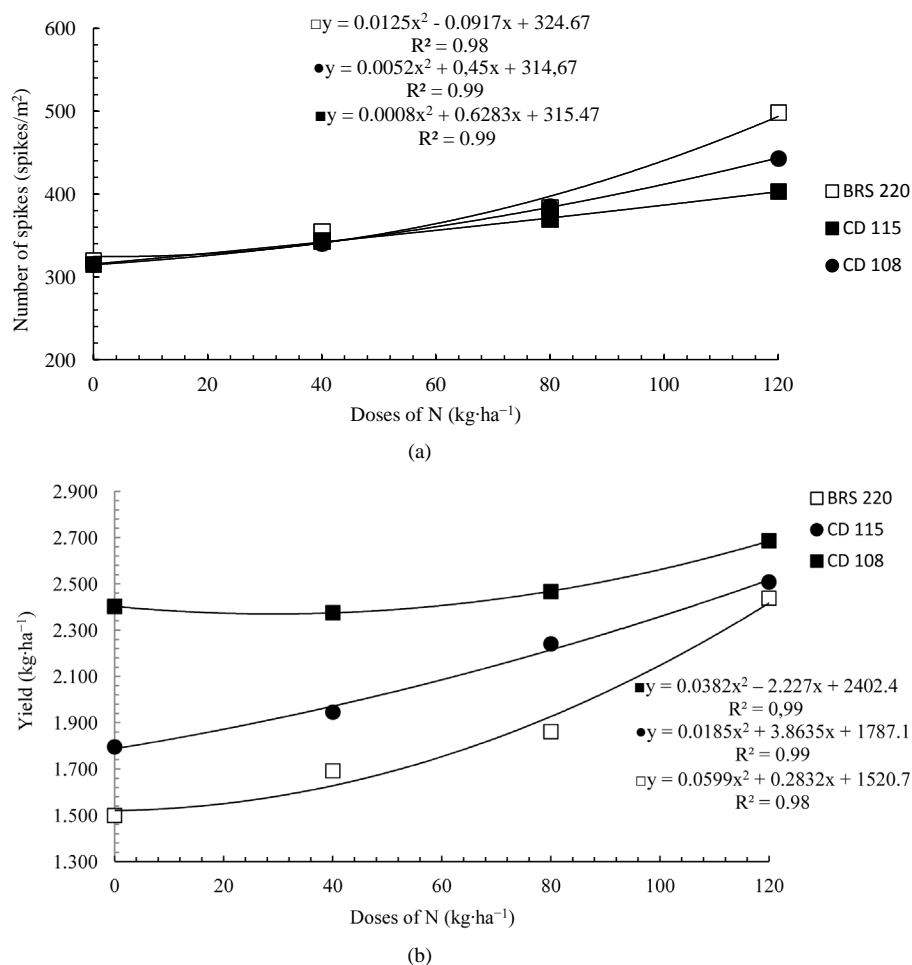 □y = 0.0125x² - 0.0917x + 324.67
R² = 0.98
●y = 0.0052x² + 0,45x + 314,67
R² = 0.99
■y = 0.0008x² + 0.6283x + 315.47
R² = 0.99
600
500
400
300
200
Number of spikes (spikes/m²)
0 20 40 60 80 100 120
Doses of N (kg·ha⁻¹)
□ BRS 220
■ CD 115
● CD 108
(a)
2.900
2.700
2.500
2.300
2.100
1.900
1.700
1.500
1.300
Yield (kg·ha⁻¹)
□ BRS 220
● CD 115
■ CD 108
■y = 0.0382x² – 2.227x + 2402.4
R² = 0,99
●y = 0.0185x² + 3.8635x + 1787.1
R² = 0.99
□y = 0.0599x² + 0.2832x + 1520.7
R² = 0.98
0 20 40 60 80 100 120
Doses of N (kg·ha⁻¹)
(b)